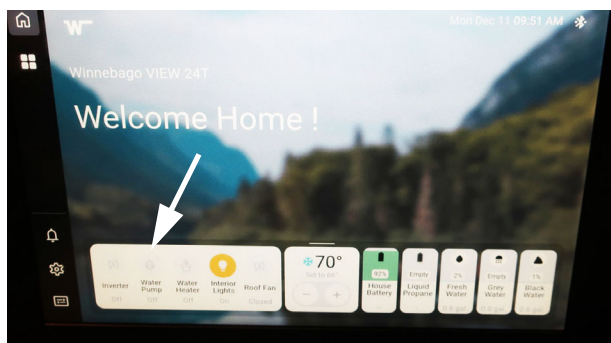 W
Mon Dec 11 09:51 AM
Winnebago VIEW 24T
Welcome Home !
Inverter
Off
Water
Pump
Off
Water
Heater
Off
Interior
Lights
On
Roof Fan
Closed
70°
Set to 68°
− +
92%
House
Battery
Empty
Liquid
Propane
2%
Fresh
Water
Empty
Grey
Water
1%
Black
Water